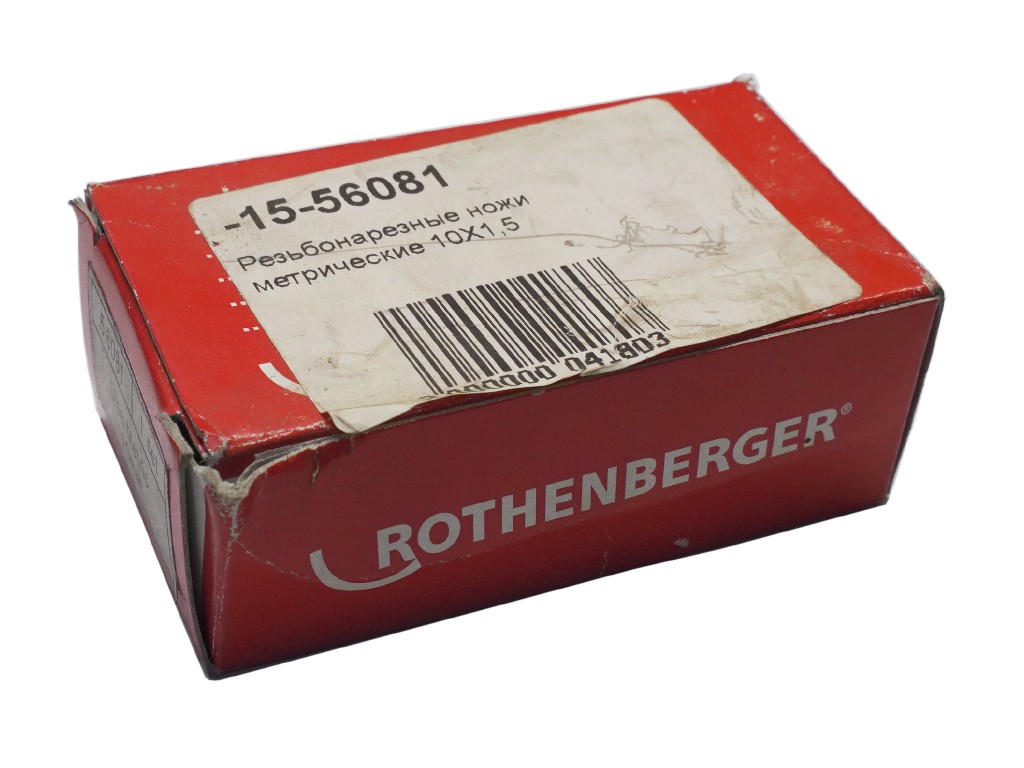 -15-56081
Резьбонарезные ножи
метрические 10X1,5
000000 041803
ROTHENBERGER®